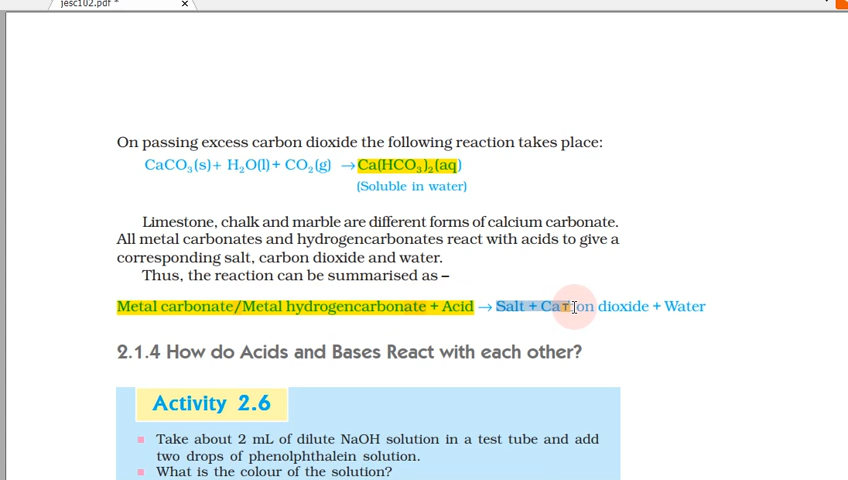 jesc102.pdf *
On passing excess carbon dioxide the following reaction takes place:
CaCO₃(s)+ H₂O(l)+ CO₂(g) →Ca(HCO₃)₂(aq)
(Soluble in water)
Limestone, chalk and marble are different forms of calcium carbonate.
All metal carbonates and hydrogencarbonates react with acids to give a
corresponding salt, carbon dioxide and water.
Thus, the reaction can be summarised as –
Metal carbonate/Metal hydrogencarbonate + Acid → Salt + Carbon dioxide + Water
2.1.4 How do Acids and Bases React with each other?
Activity 2.6
Take about 2 mL of dilute NaOH solution in a test tube and add
two drops of phenolphthalein solution.
What is the colour of the solution?